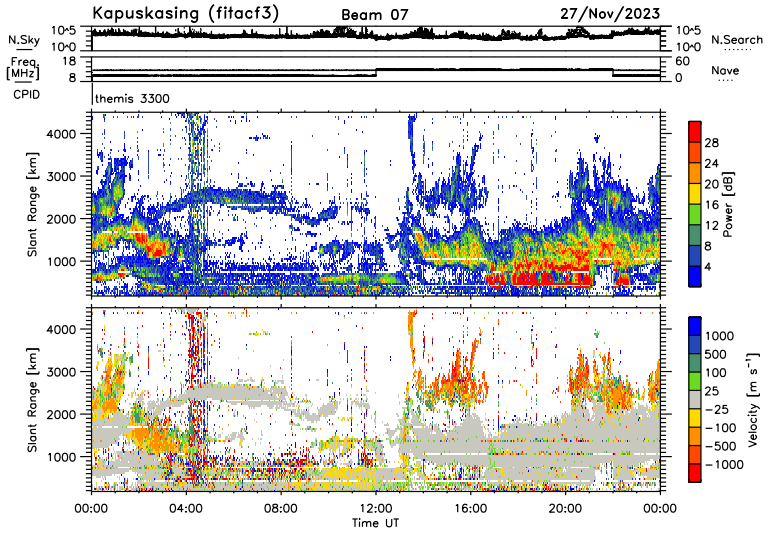 Kapuskasing (fitacf3) Beam 07 27/Nov/2023
N.Sky 10^5 10^0 10^5 10^0 N.Search
Freq. [MHz] 18 8 60 0 Nave
CPID themis 3300
Slant Range [km] 4000 3000 2000 1000
Power [dB] 28 24 20 16 12 8 4
Slant Range [km] 4000 3000 2000 1000
Velocity [m s⁻¹] 1000 500 100 25 −25 −100 −500 −1000
00:00 04:00 08:00 12:00 16:00 20:00 00:00
Time UT